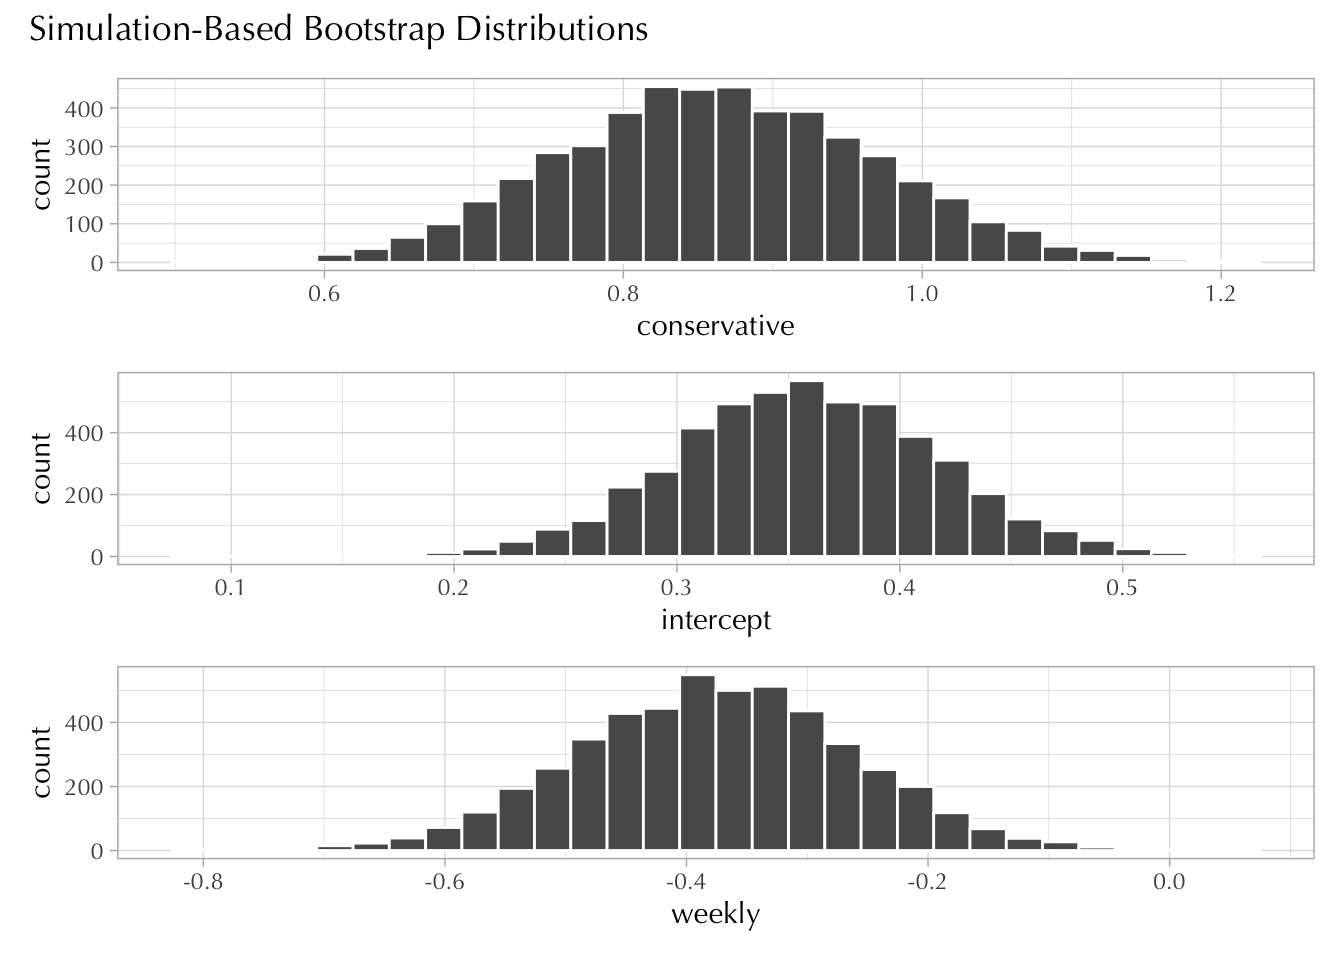 Simulation-Based Bootstrap Distributions
count
400
300
200
100
0
0.6 0.8 1.0 1.2
conservative
count
400
200
0
0.1 0.2 0.3 0.4 0.5
intercept
count
400
200
0
-0.8 -0.6 -0.4 -0.2 0.0
weekly